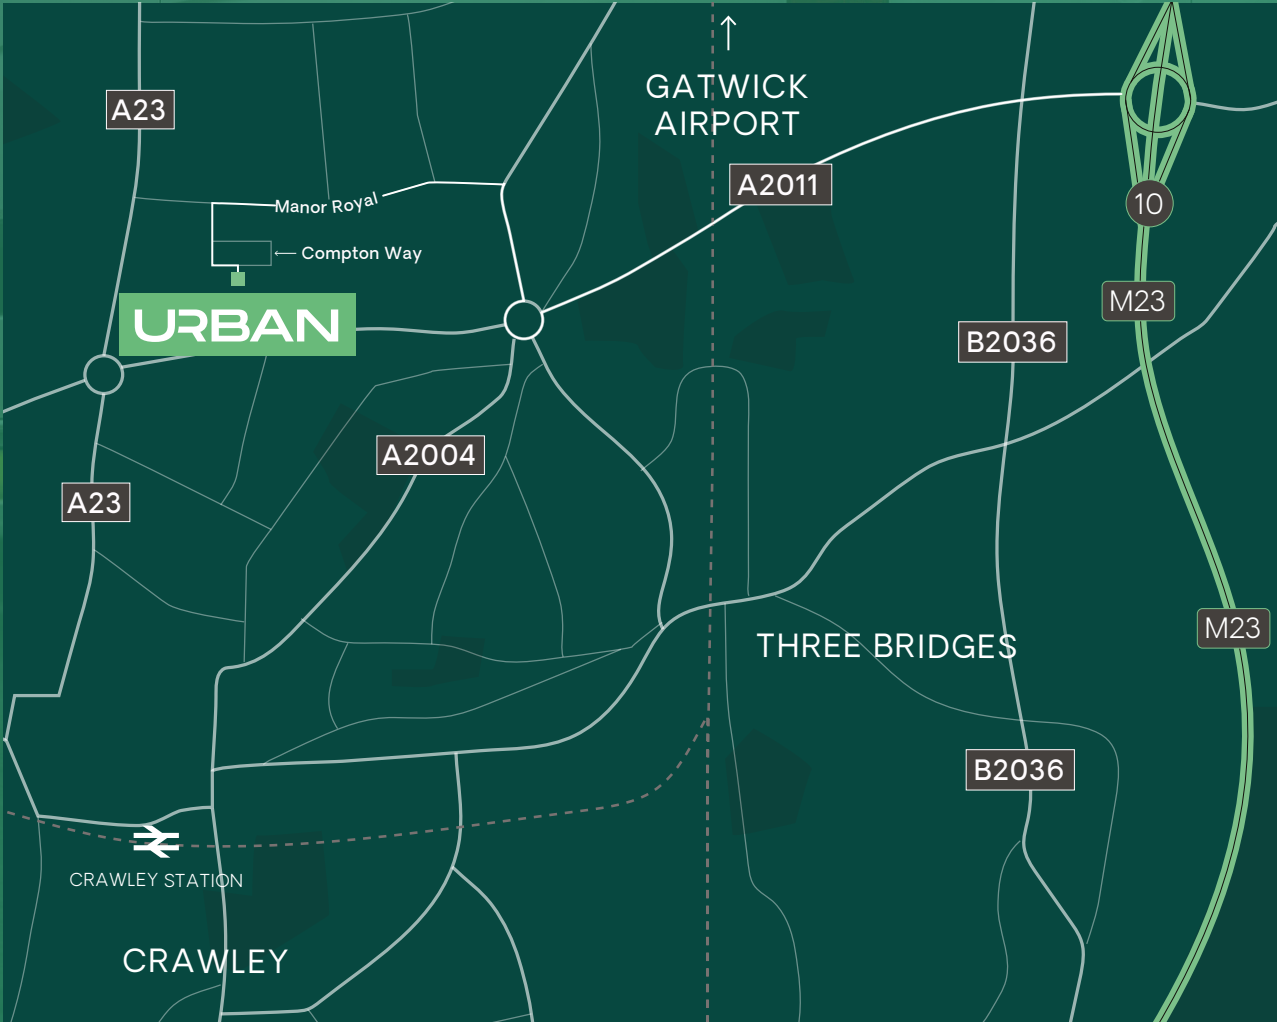 GATWICK
AIRPORT
A23
A2011
Manor Royal
10
← Compton Way
M23
URBAN
B2036
A2004
A23
M23
THREE BRIDGES
B2036
CRAWLEY STATION
CRAWLEY